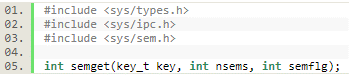 01. #include <sys/types.h>
02. #include <sys/ipc.h>
03. #include <sys/sem.h>
04.
05. int semget(key_t key, int nsems, int semflg);